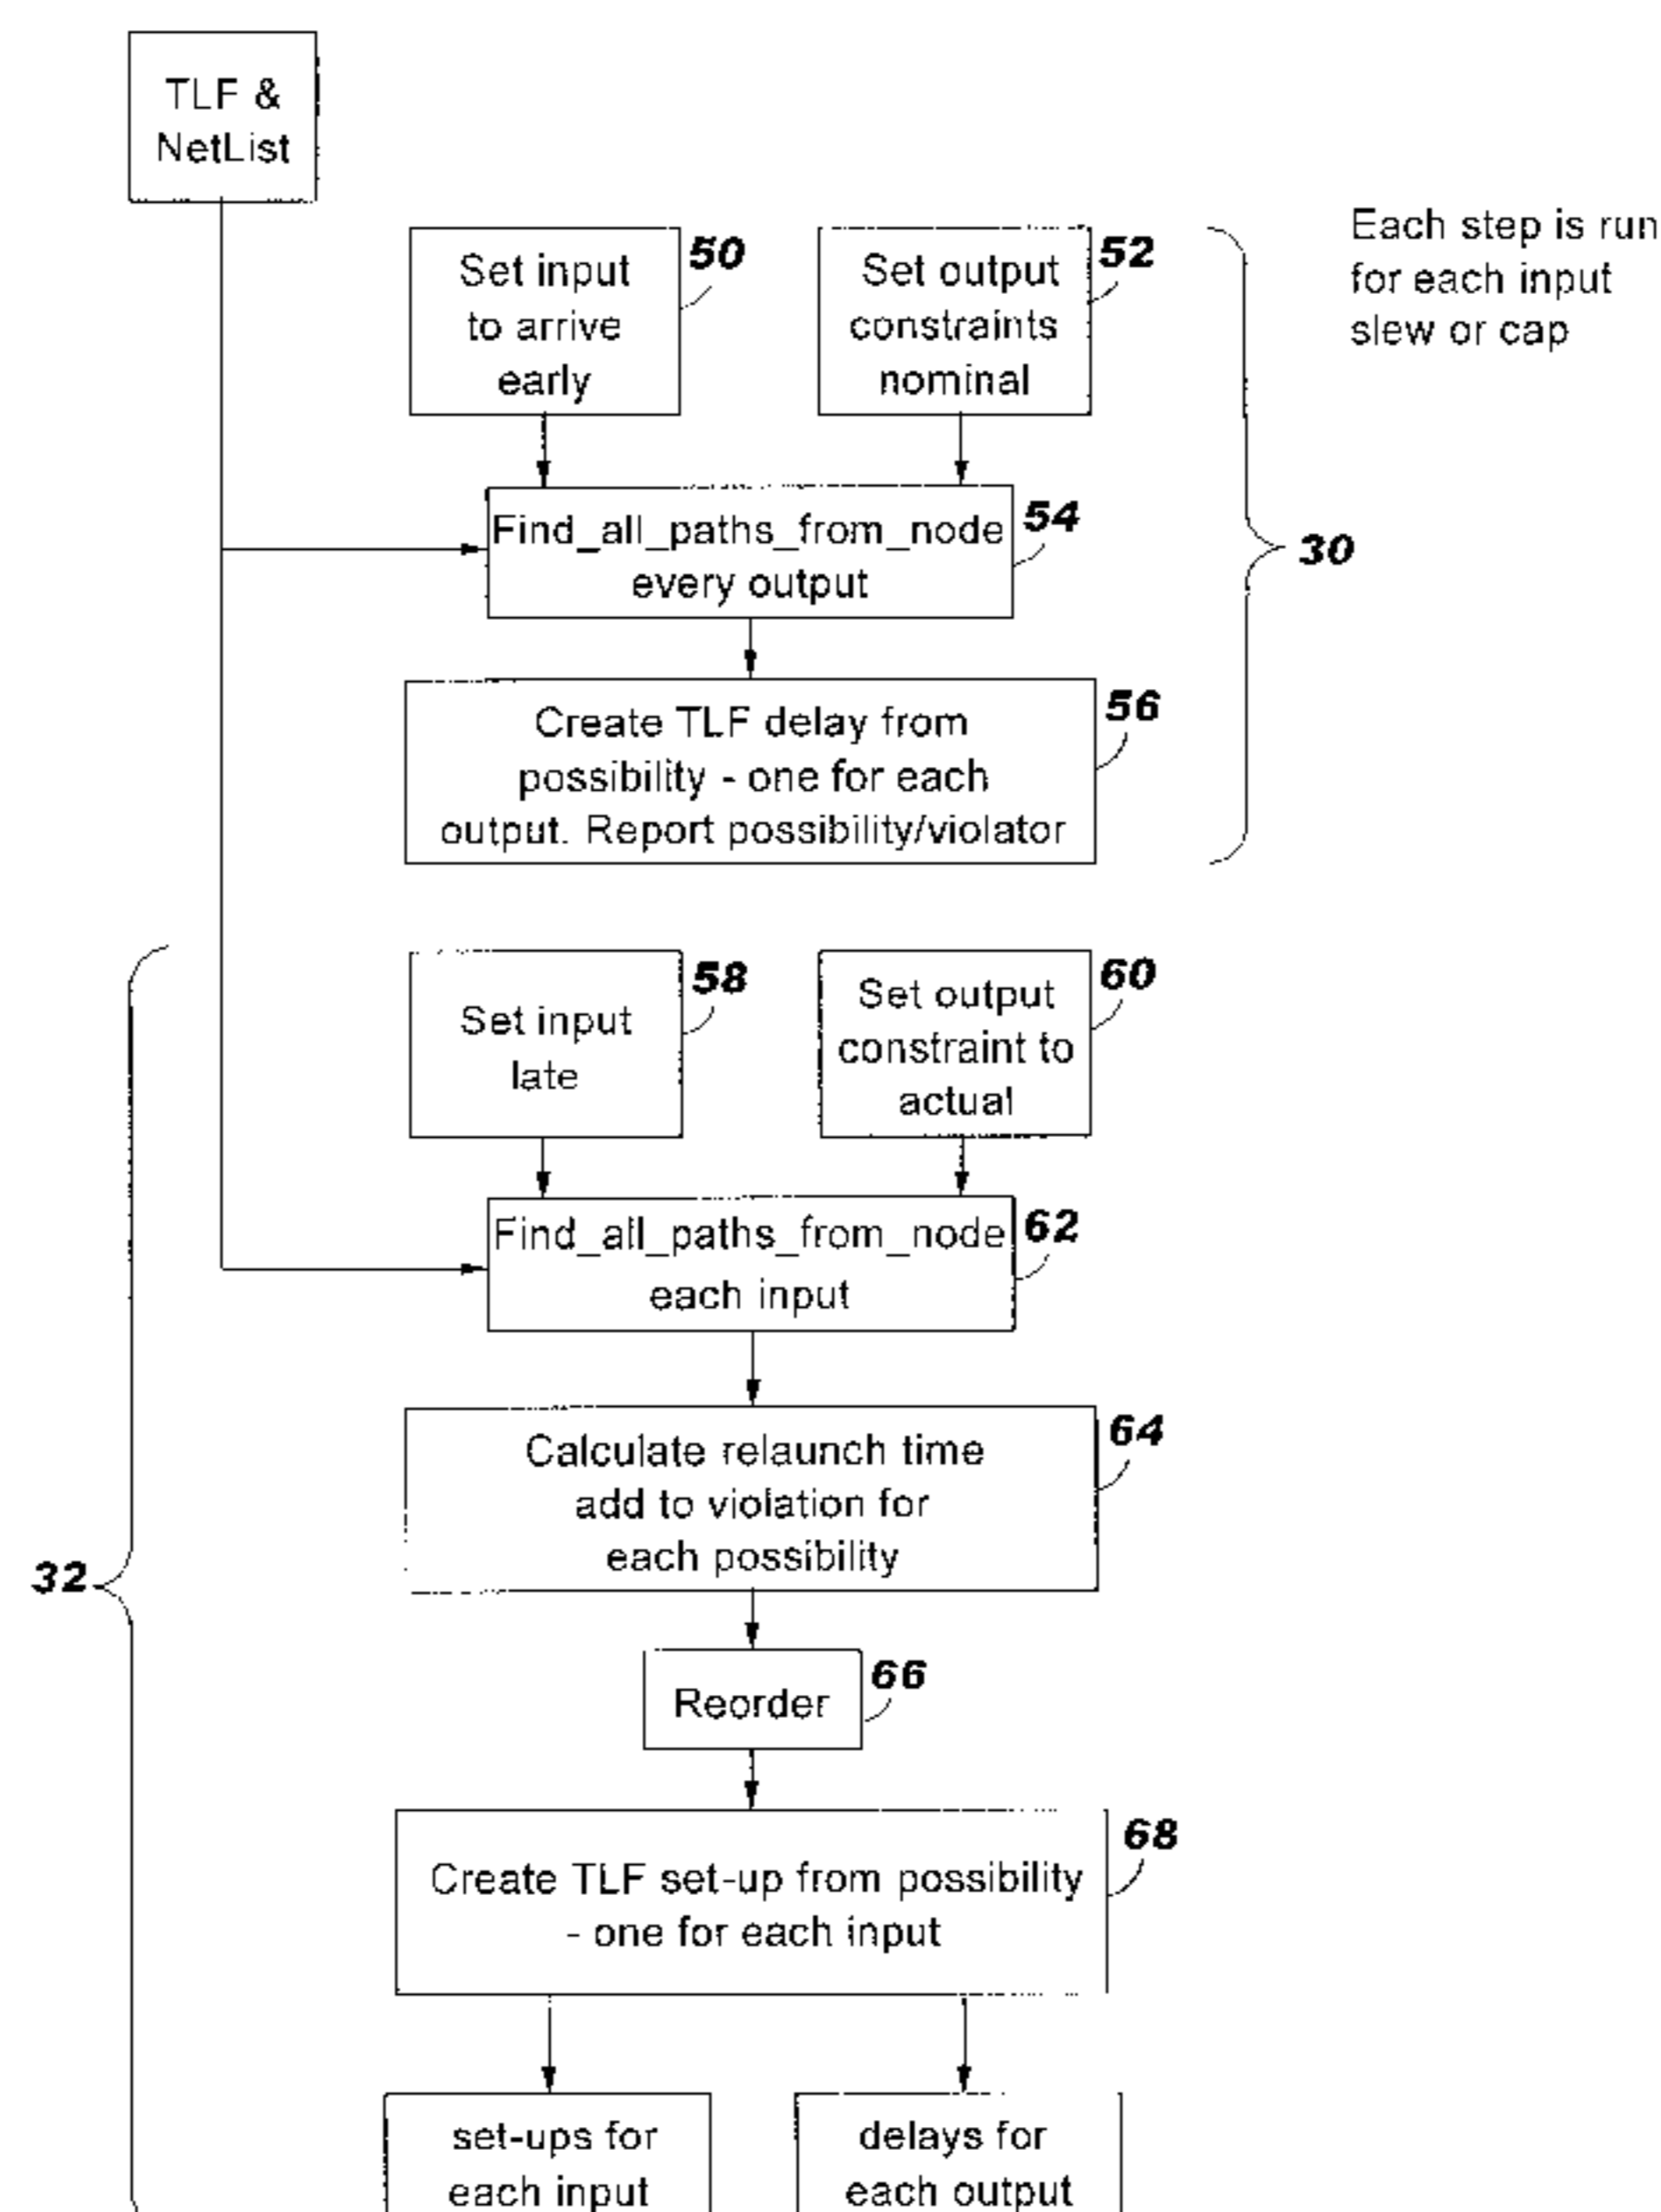 TLF &
NetList
Set input
to arrive
early
50
Set output
constraints
nominal
52
Each step is run
for each input
slew or cap
Find_all_paths_from_node
every output
54
30
Create TLF delay from
possibility - one for each
output. Report possibility/violator
56
Set input
late
58
Set output
constraint to
actual
60
Find_all_paths_from_node
each input
62
Calculate relaunch time
add to violation for
each possibility
64
32
Reorder
66
Create TLF set-up from possibility
- one for each input
68
set-ups for
each input
delays for
each output